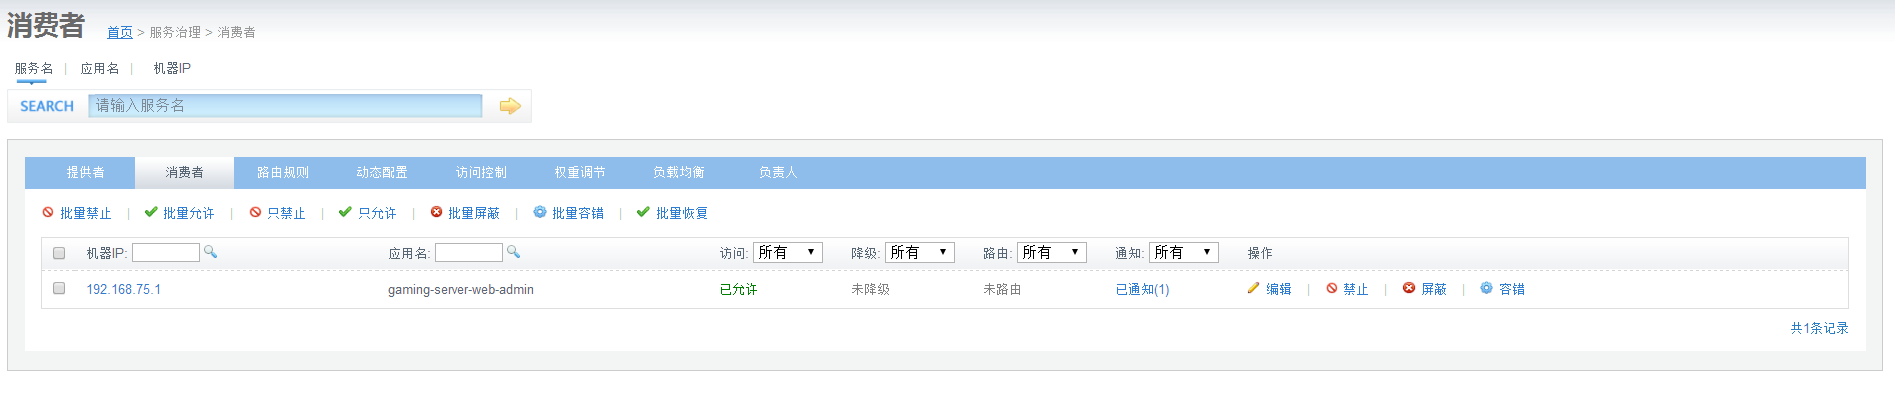 消费者 首页 > 服务治理 > 消费者
服务名 | 应用名 | 机器IP
SEARCH 请输入服务名
提供者 消费者 路由规则 动态配置 访问控制 权重调节 负载均衡 负责人
批量禁止 | 批量允许 | 只禁止 | 只允许 | 批量屏蔽 | 批量容错 | 批量恢复
机器IP: 应用名: 访问: 所有 降级: 所有 路由: 所有 通知: 所有 操作
192.168.75.1 gaming-server-web-admin 已允许 未降级 未路由 已通知(1) 编辑 | 禁止 | 屏蔽 | 容错
共1条记录